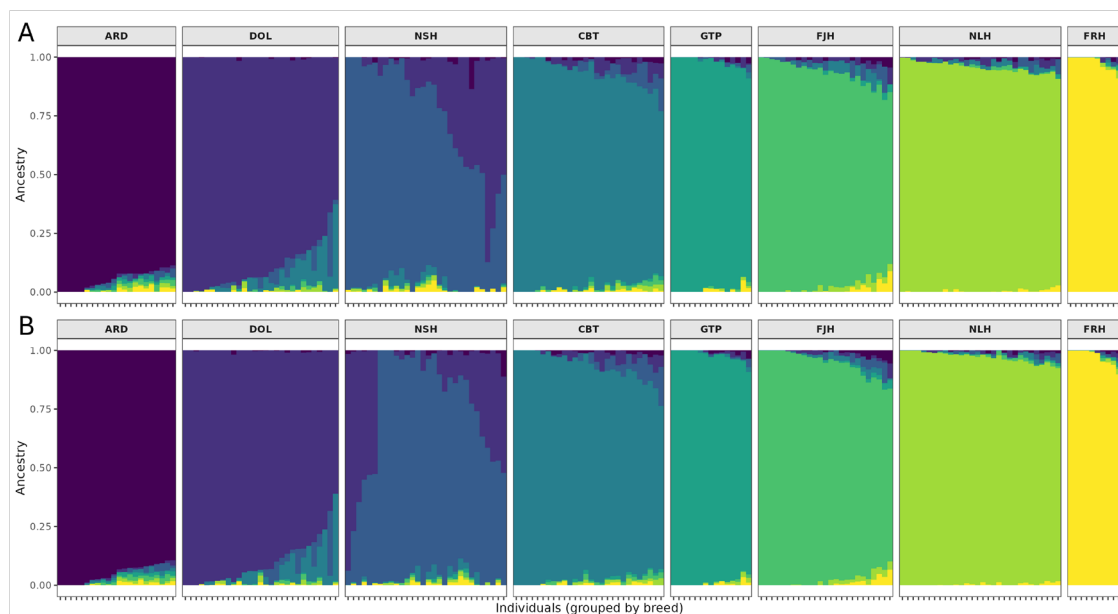 A
ARD DOL NSH CBT GTP FJH NLH FRH
1.00
0.75
Ancestry
0.50
0.25
0.00
B
ARD DOL NSH CBT GTP FJH NLH FRH
1.00
0.75
Ancestry
0.50
0.25
0.00
Individuals (grouped by breed)